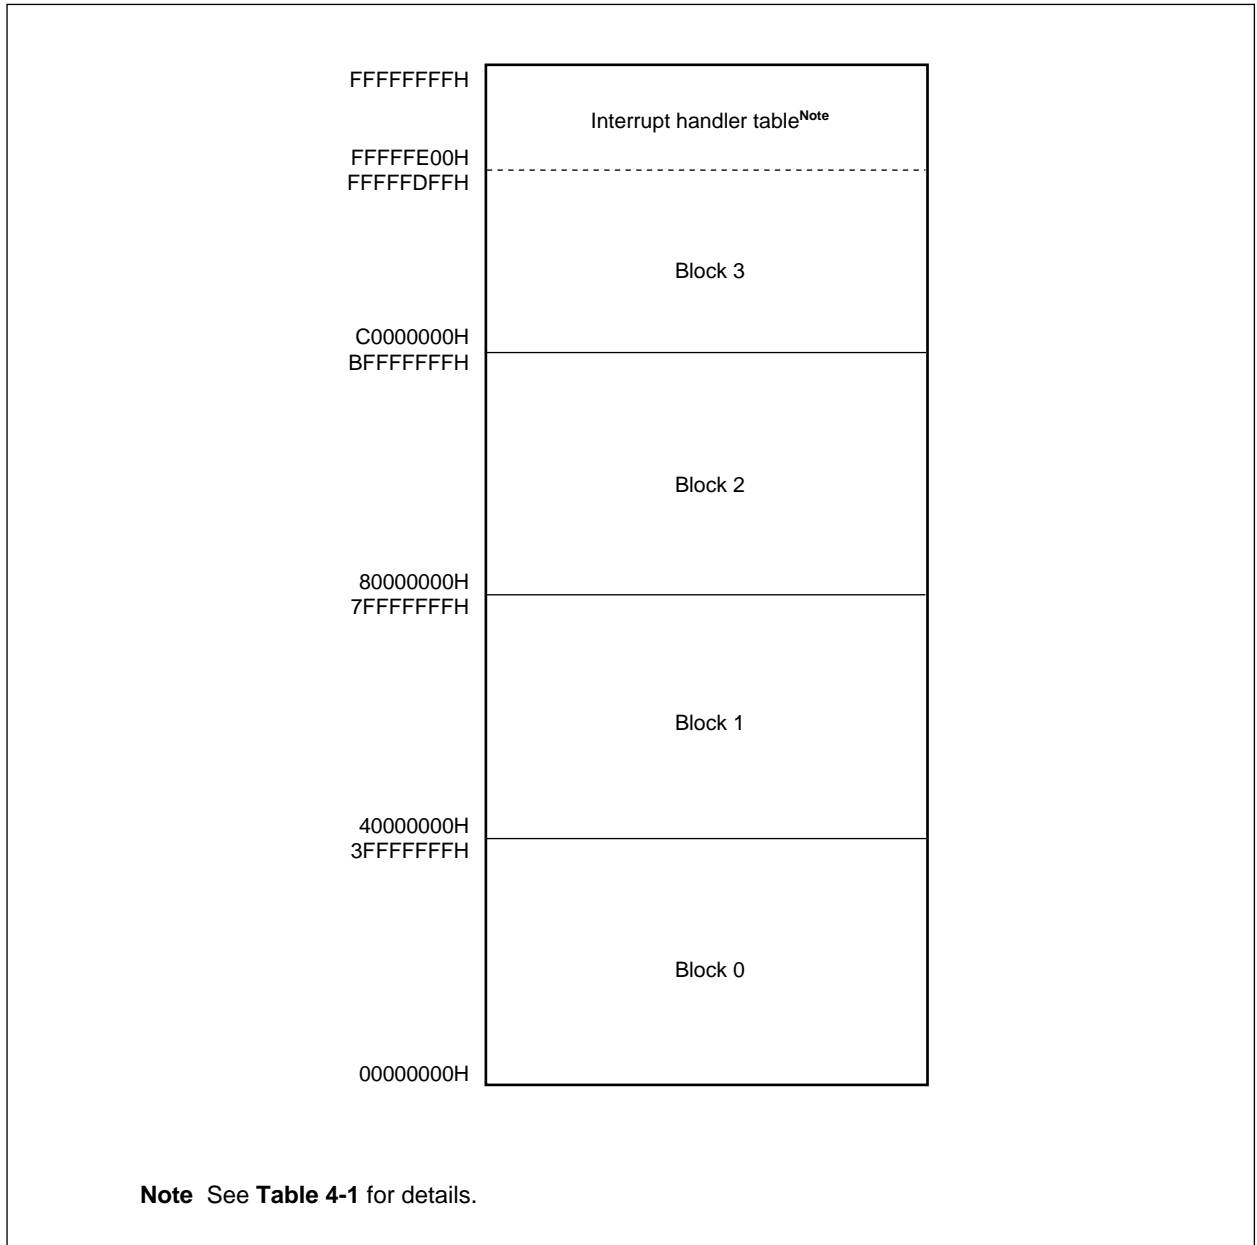 FFFFFFFFH
Interrupt handler tableNote
FFFFFE00H
FFFFFDFFH
Block 3
C0000000H
BFFFFFFFH
Block 2
80000000H
7FFFFFFFH
Block 1
40000000H
3FFFFFFFH
Block 0
00000000H
Note See Table 4-1 for details.